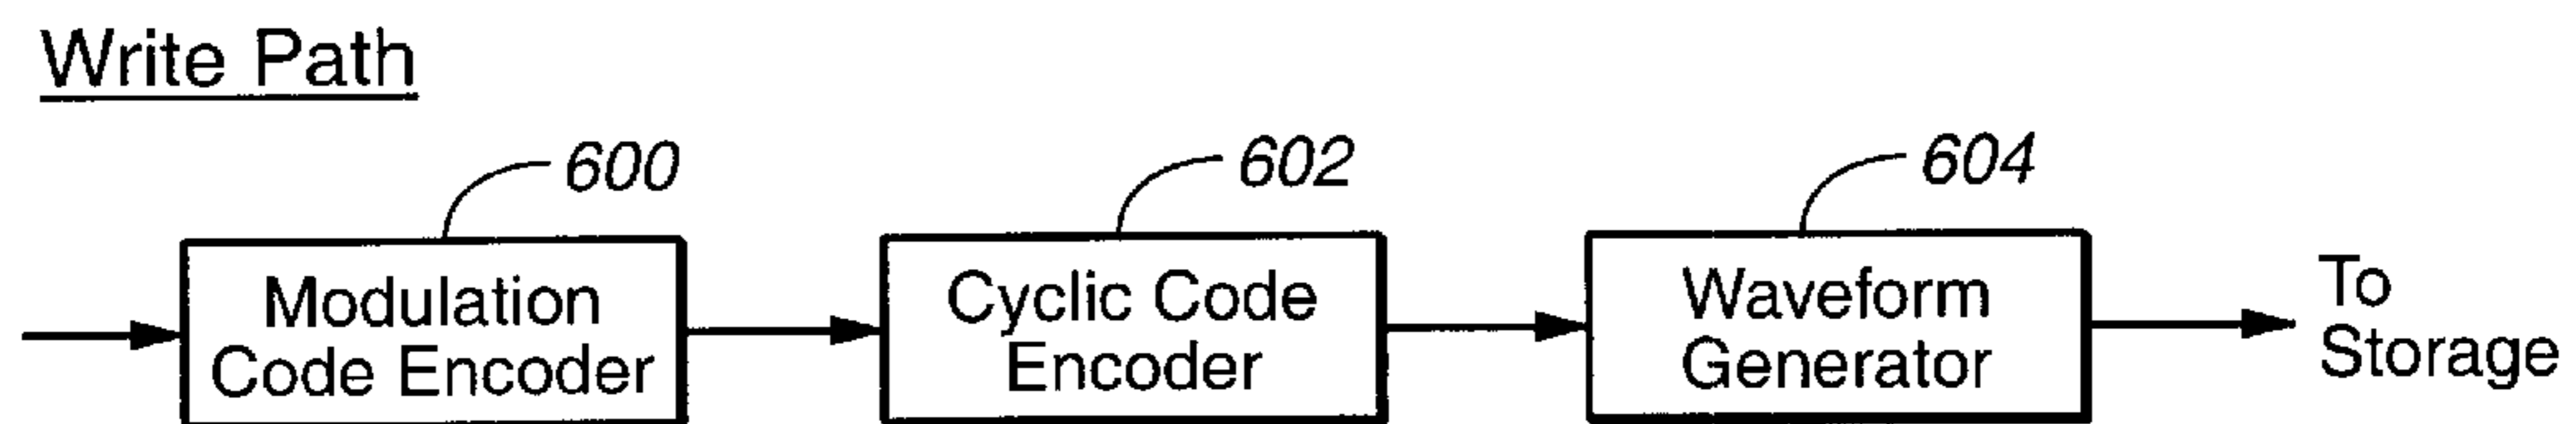 Write Path
600
602
604
Modulation
Code Encoder
Cyclic Code
Encoder
Waveform
Generator
To
Storage